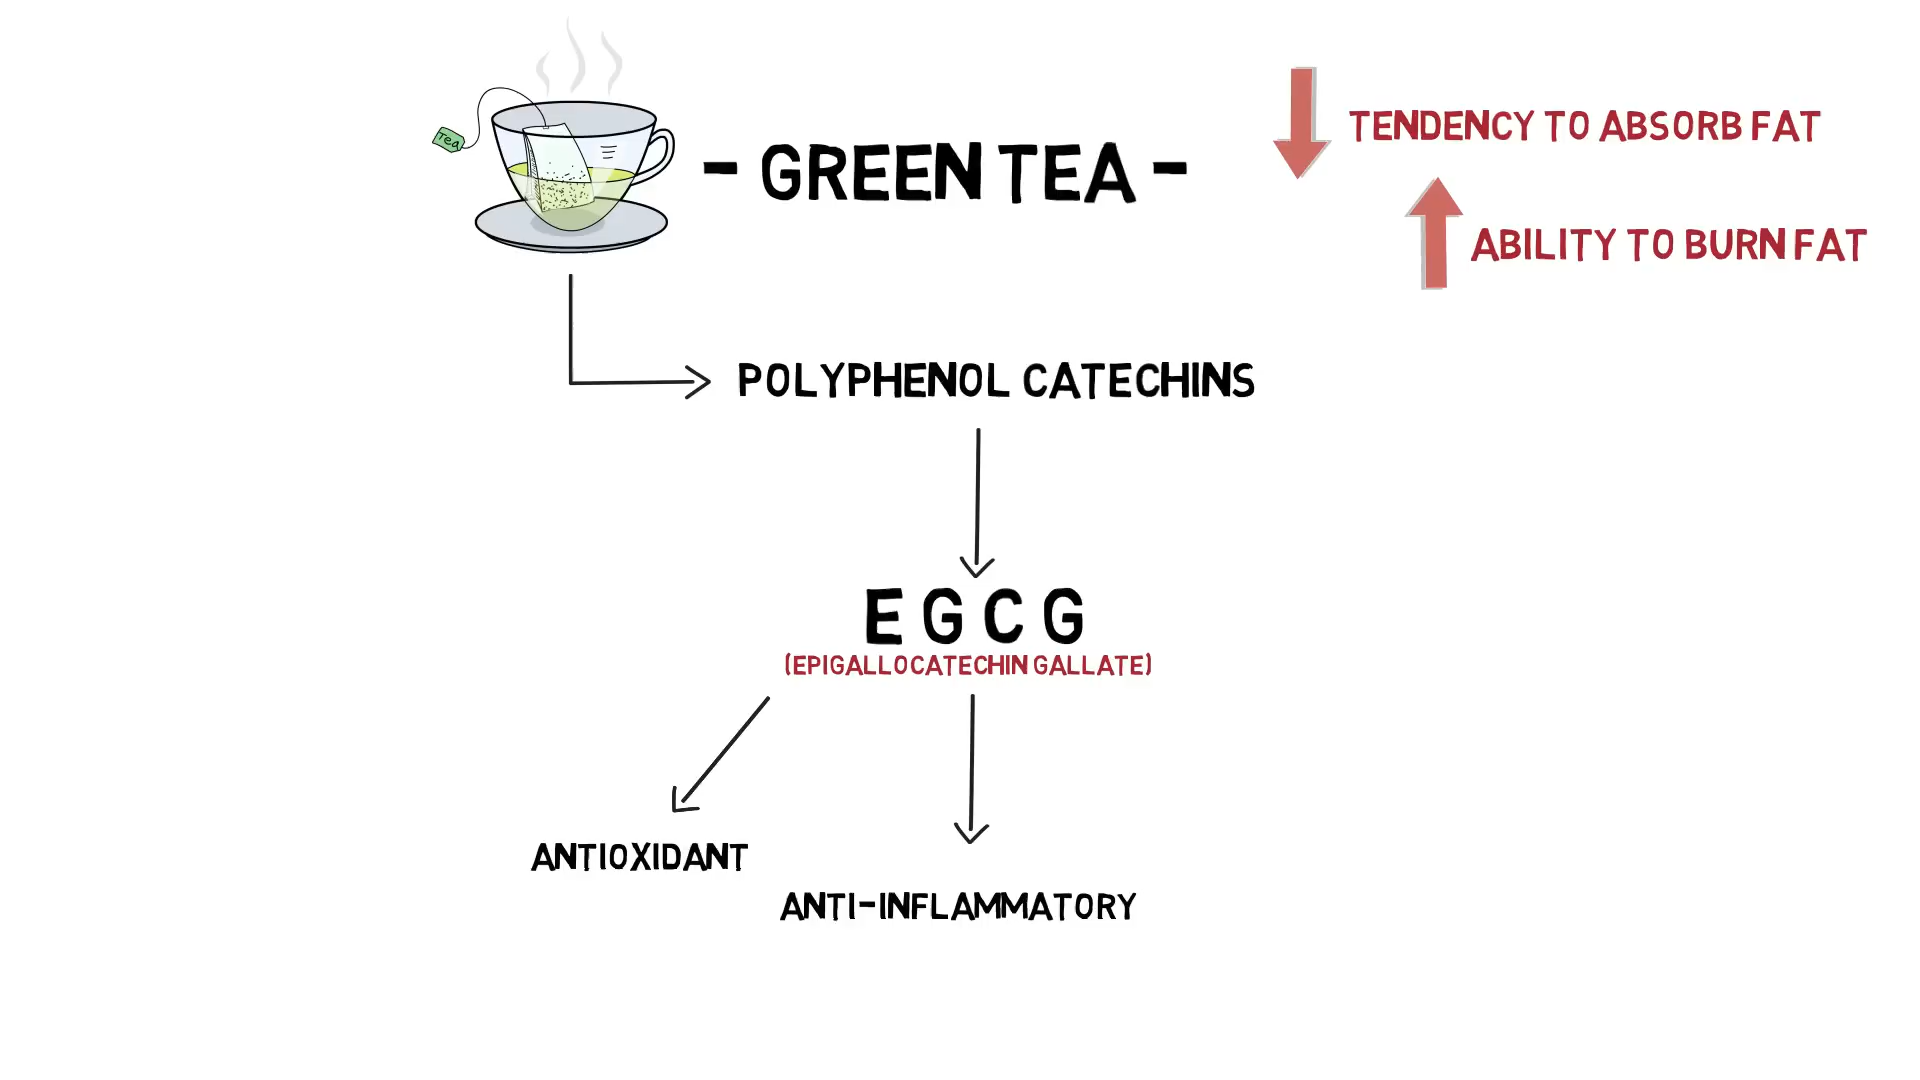 Tea
- GREEN TEA -
TENDENCY TO ABSORB FAT
ABILITY TO BURN FAT
POLYPHENOL CATECHINS
EGCG
(EPIGALLOCATECHIN GALLATE)
ANTIOXIDANT
ANTI-INFLAMMATORY